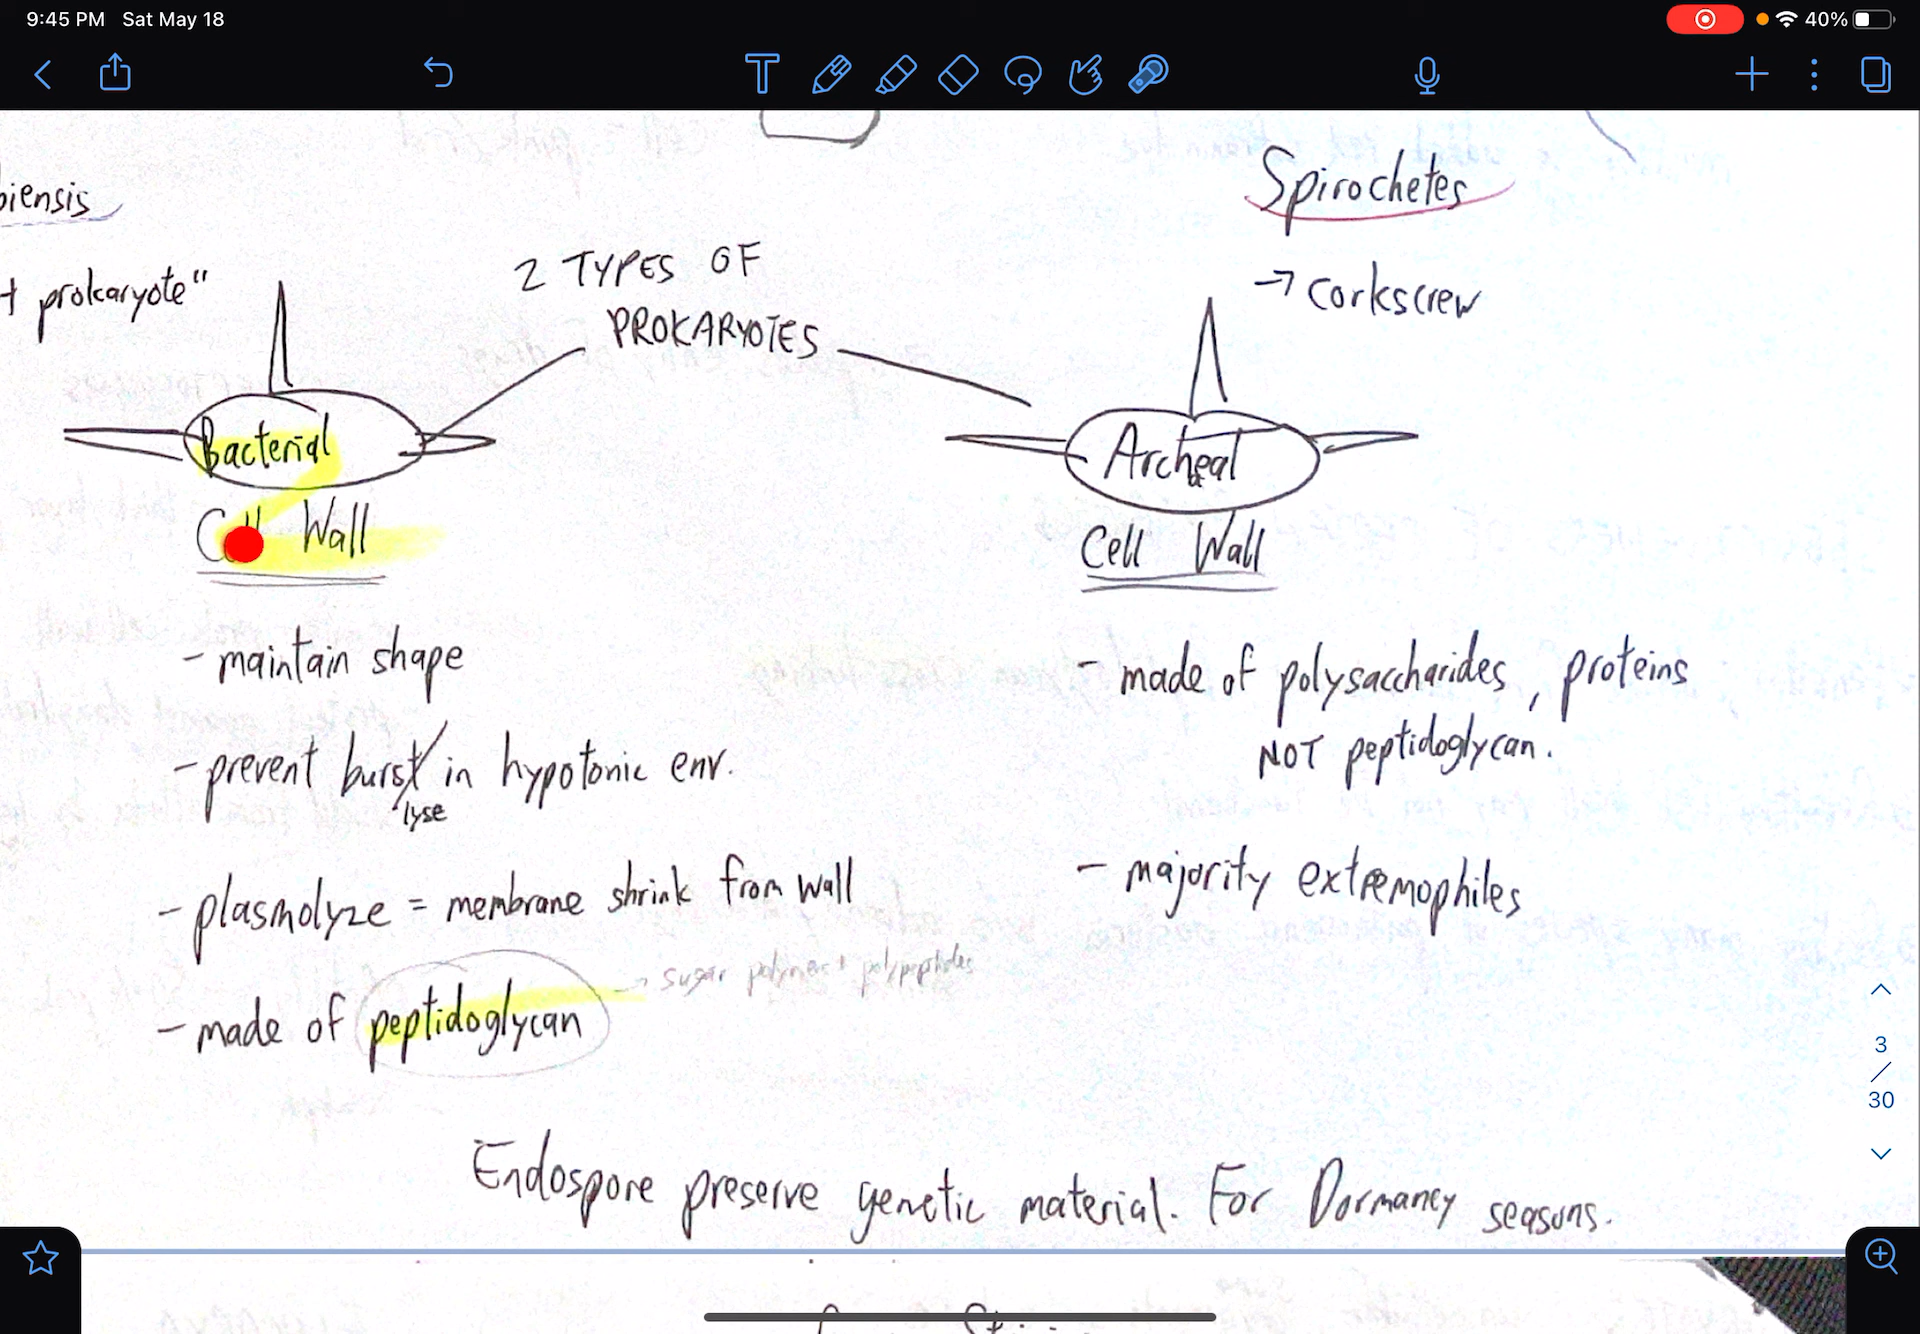 9:45 PM Sat May 18
40%
Spirochetes
→ corkscrew
prokaryote"
2 TYPES OF
PROKARYOTES
Bacterial
Cell Wall
- maintain shape
- prevent burst/lyse in hypotonic env.
- plasmolyze = membrane shrink from wall
- made of peptidoglycan → sugar polymer + polypeptides
Archeal
Cell Wall
- made of polysaccharides, proteins
NOT peptidoglycan.
- majority extremophiles
Endospore preserve genetic material. For Dormancy seasons.
3
/
30